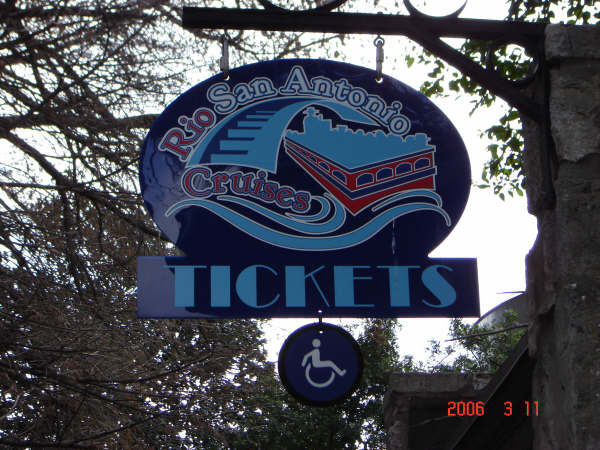 Rio San Antonio
Cruises
TICKETS
2006 3 11